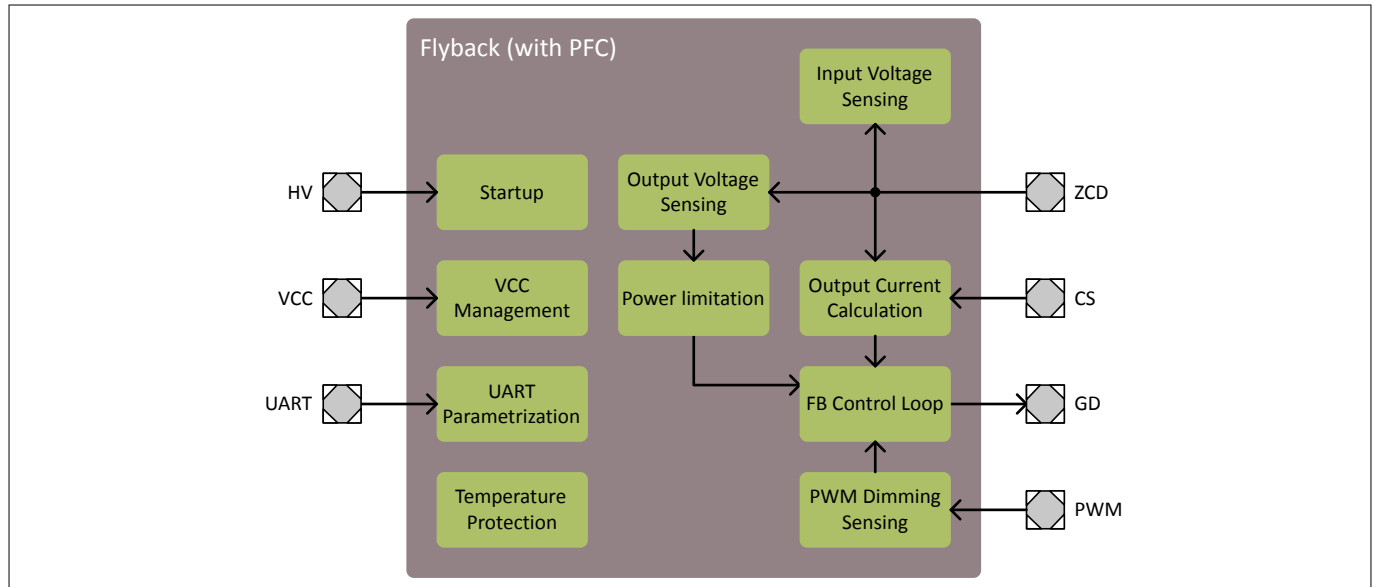 Flyback (with PFC)
Input Voltage
Sensing
HV
Startup
Output Voltage
Sensing
ZCD
VCC
VCC
Management
Power limitation
Output Current
Calculation
CS
UART
UART
Parametrization
FB Control Loop
GD
Temperature
Protection
PWM Dimming
Sensing
PWM